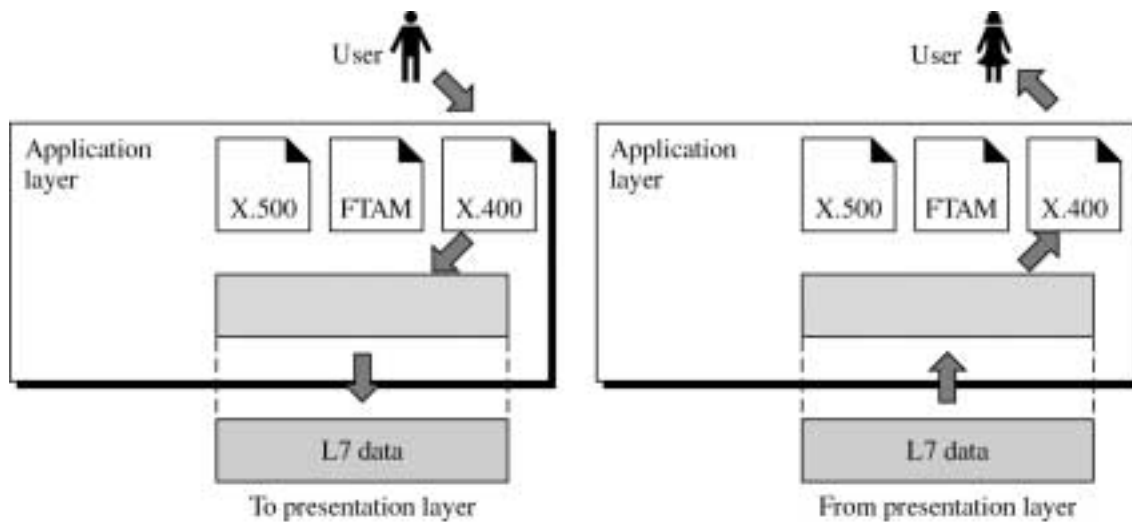 User
Application
layer
X.500
FTAM
X.400
L7 data
To presentation layer
User
Application
layer
X.500
FTAM
X.400
L7 data
From presentation layer